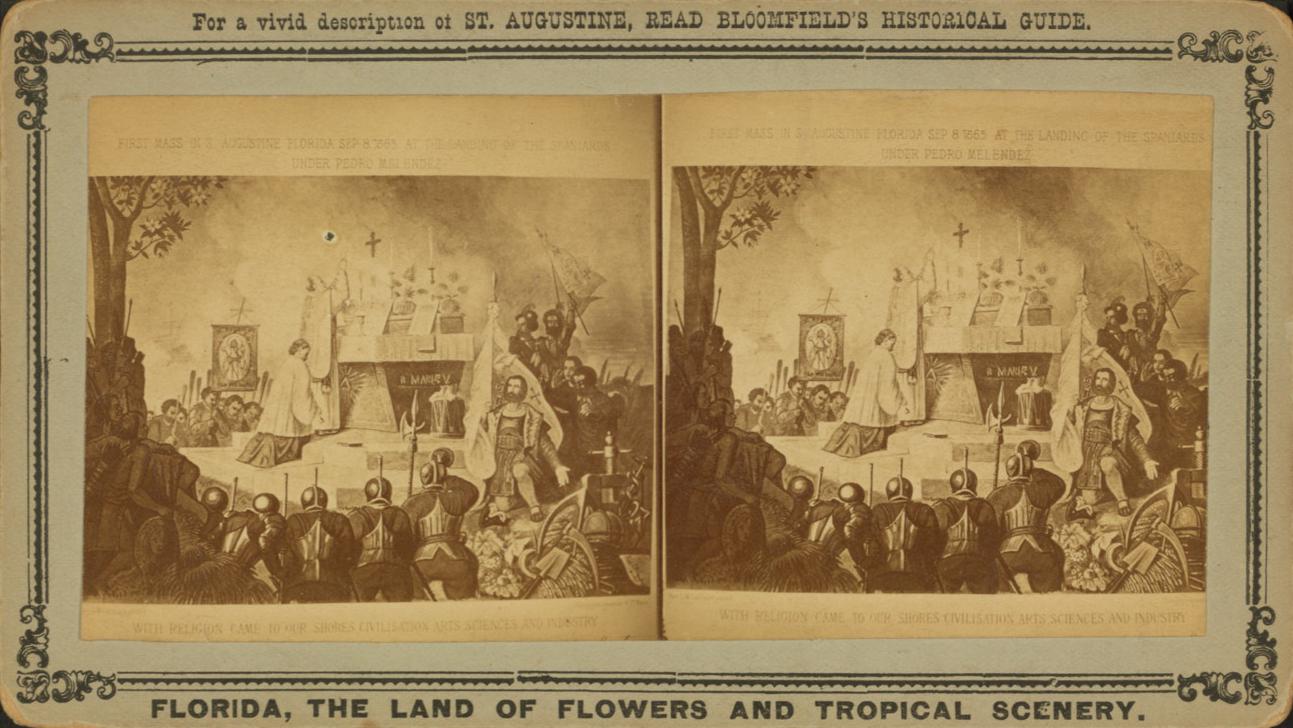 For a vivid description of ST. AUGUSTINE, READ BLOOMFIELD'S HISTORICAL GUIDE.
FIRST MASS IN S. AUGUSTINE FLORIDA SEP 8. 1565 AT THE LANDING OF THE SPANIARDS
UNDER PEDRO MELENDEZ
FIRST MASS IN S. AUGUSTINE FLORIDA SEP 8 1565 AT THE LANDING OF THE SPANIARDS
UNDER PEDRO MELENDEZ
WITH RELIGION CAME TO OUR SHORES CIVILISATION ARTS SCIENCES AND INDUSTRY
WITH RELIGION CAME TO OUR SHORES CIVILISATION ARTS SCIENCES AND INDUSTRY
FLORIDA, THE LAND OF FLOWERS AND TROPICAL SCENERY.